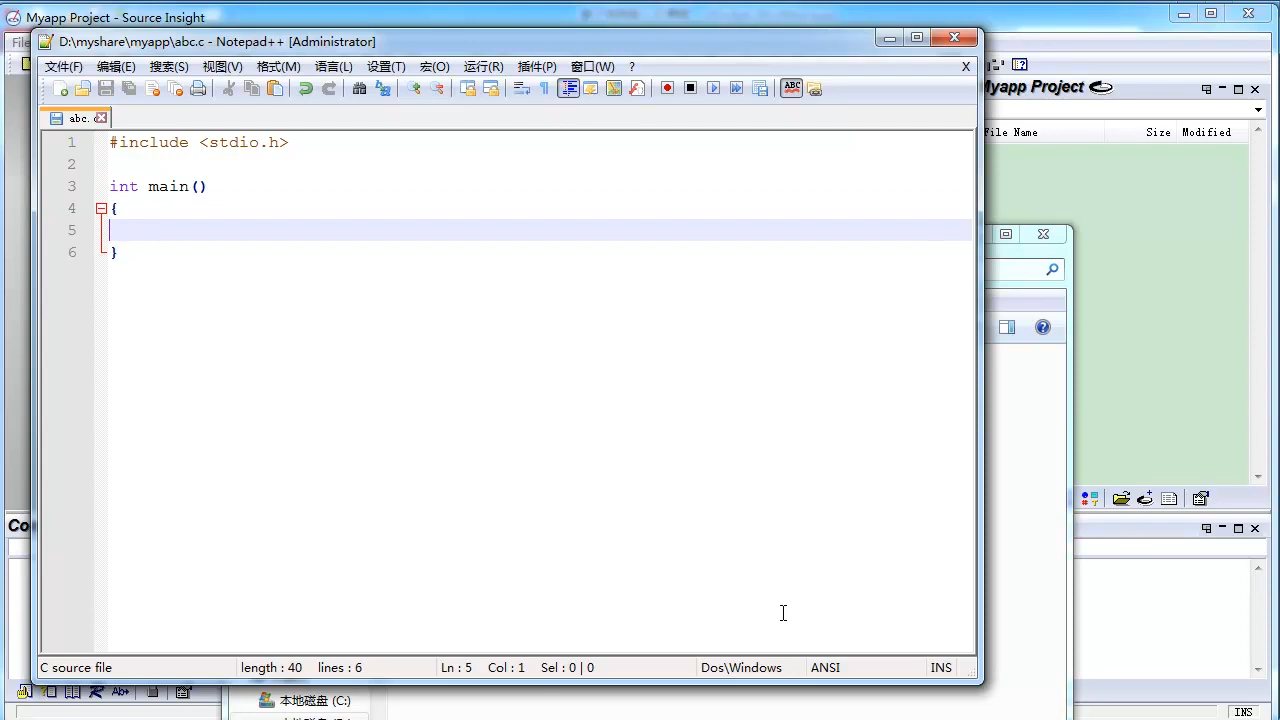 Myapp Project - Source Insight
File
D:\myshare\myapp\abc.c - Notepad++ [Administrator]
文件(F) 编辑(E) 搜索(S) 视图(V) 格式(M) 语言(L) 设置(T) 宏(O) 运行(R) 插件(P) 窗口(W) ? X
ABC
Myapp Project
abc.
File Name Size Modified
1 #include <stdio.h>
2
3 int main()
4 {
5
6 }
Co
C source file length : 40 lines : 6 Ln : 5 Col : 1 Sel : 0 | 0 Dos\Windows ANSI INS
本地磁盘 (C:)
INS